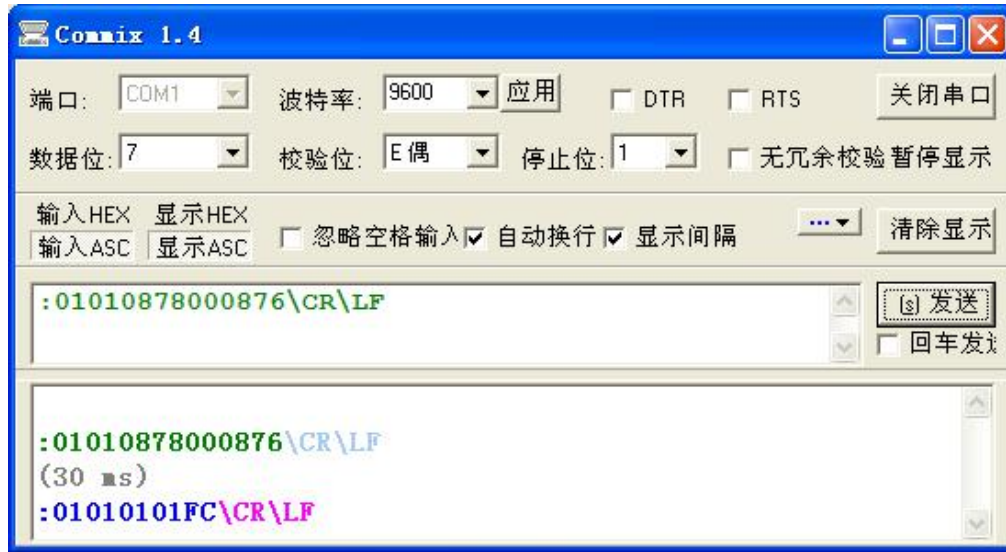 Commix 1.4
端口: COM1 波特率: 9600 应用 DTR RTS 关闭串口
数据位: 7 校验位: E偶 停止位: 1 无冗余校验 暂停显示
输入HEX 显示HEX
输入ASC 显示ASC 忽略空格输入 自动换行 显示间隔 ... 清除显示
:01010878000876\CR\LF
(s) 发送
回车发送
:01010878000876\CR\LF
(30 ms)
:01010101FC\CR\LF